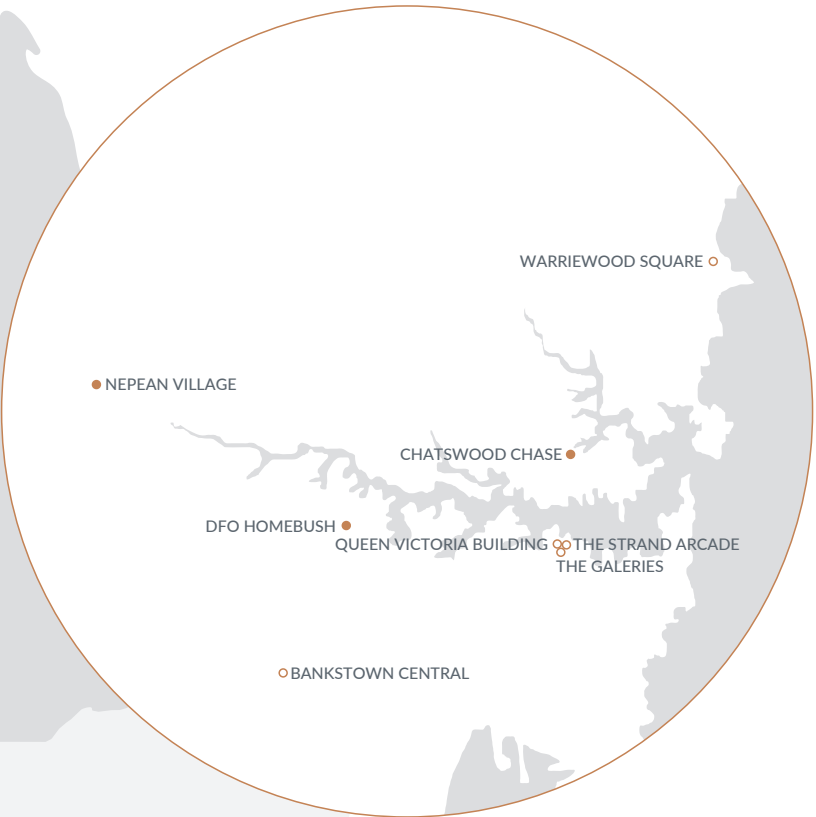 WARRIEWOOD SQUARE
NEPEAN VILLAGE
CHATSWOOD CHASE
DFO HOMEBUSH
QUEEN VICTORIA BUILDING
THE STRAND ARCADE
THE GALERIES
BANKSTOWN CENTRAL